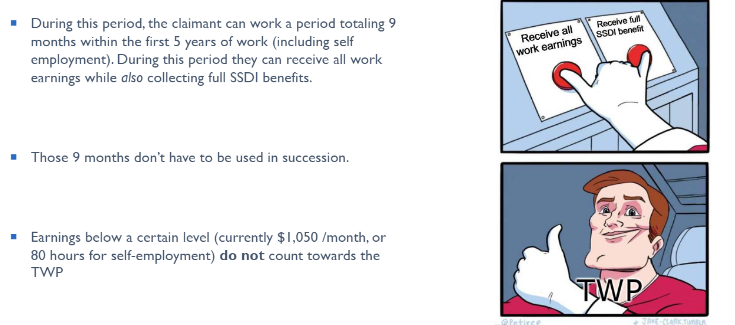 During this period, the claimant can work a period totaling 9
months within the first 5 years of work (including self
employment). During this period they can receive all work
earnings while also collecting full SSDI benefits.
Those 9 months don't have to be used in succession.
Earnings below a certain level (currently $1,050 /month, or
80 hours for self-employment) do not count towards the
TWP
Receive all
work earnings
Receive full
SSDI benefit
TWP
JAKE-CLARK.TUMBLR